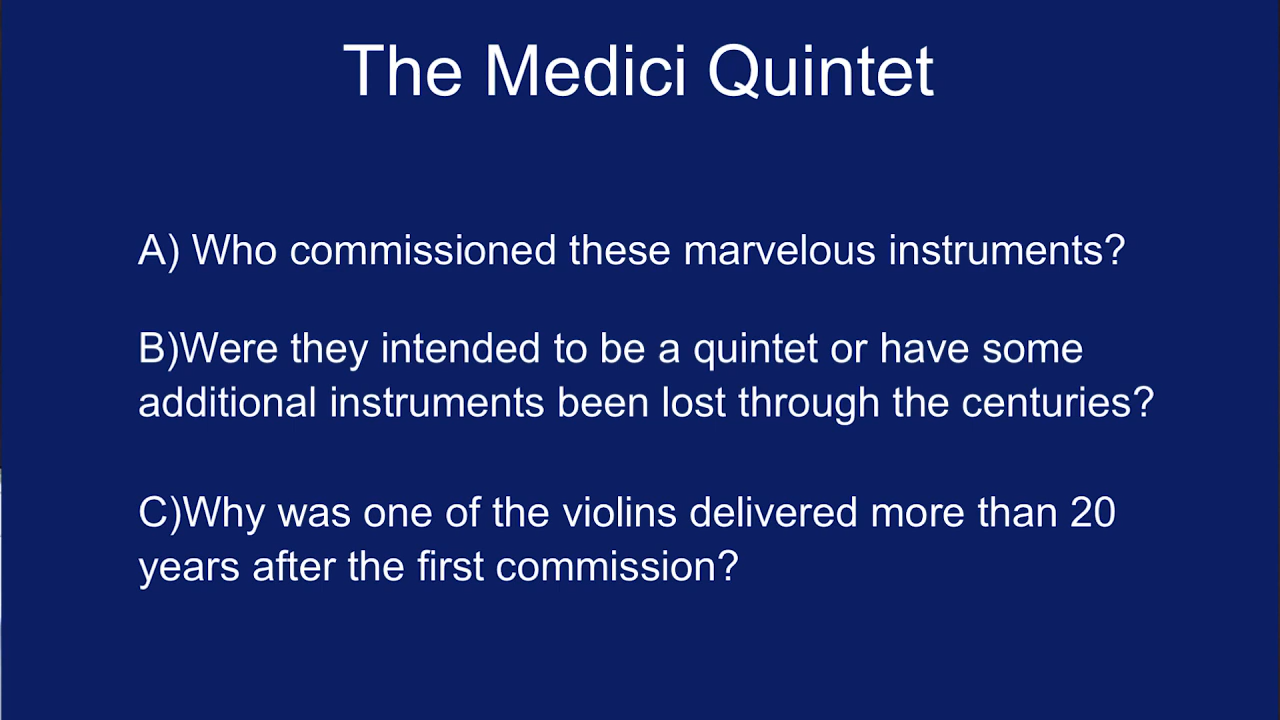 The Medici Quintet
A) Who commissioned these marvelous instruments?
B)Were they intended to be a quintet or have some
additional instruments been lost through the centuries?
C)Why was one of the violins delivered more than 20
years after the first commission?